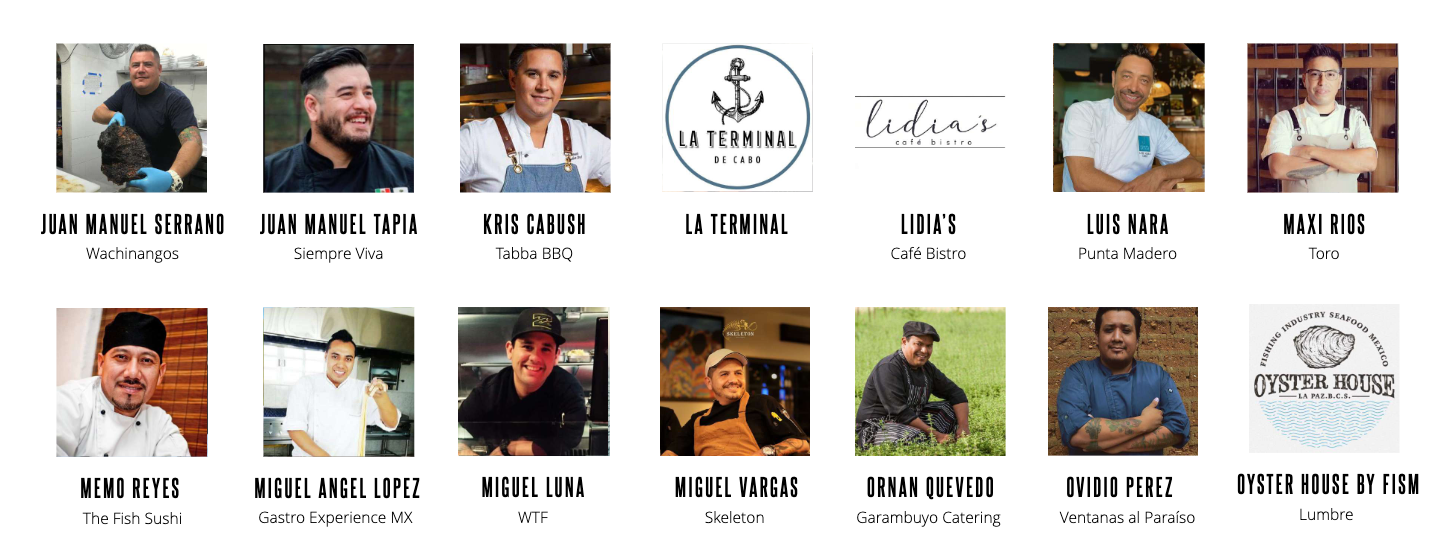 LA TERMINAL
DE CABO
lidia's
café bistro
JUAN MANUEL SERRANO
Wachinangos
JUAN MANUEL TAPIA
Siempre Viva
KRIS CABUSH
Tabba BBQ
LA TERMINAL
LIDIA'S
Café Bistro
LUIS NARA
Punta Madero
MAXI RIOS
Toro
SKELETON
FISHING INDUSTRY SEAFOOD MEXICO
OYSTER HOUSE
LA PAZ.B.C.S.
MEMO REYES
The Fish Sushi
MIGUEL ANGEL LOPEZ
Gastro Experience MX
MIGUEL LUNA
WTF
MIGUEL VARGAS
Skeleton
ORNAN QUEVEDO
Garambuyo Catering
OVIDIO PEREZ
Ventanas al Paraíso
OYSTER HOUSE BY FISM
Lumbre